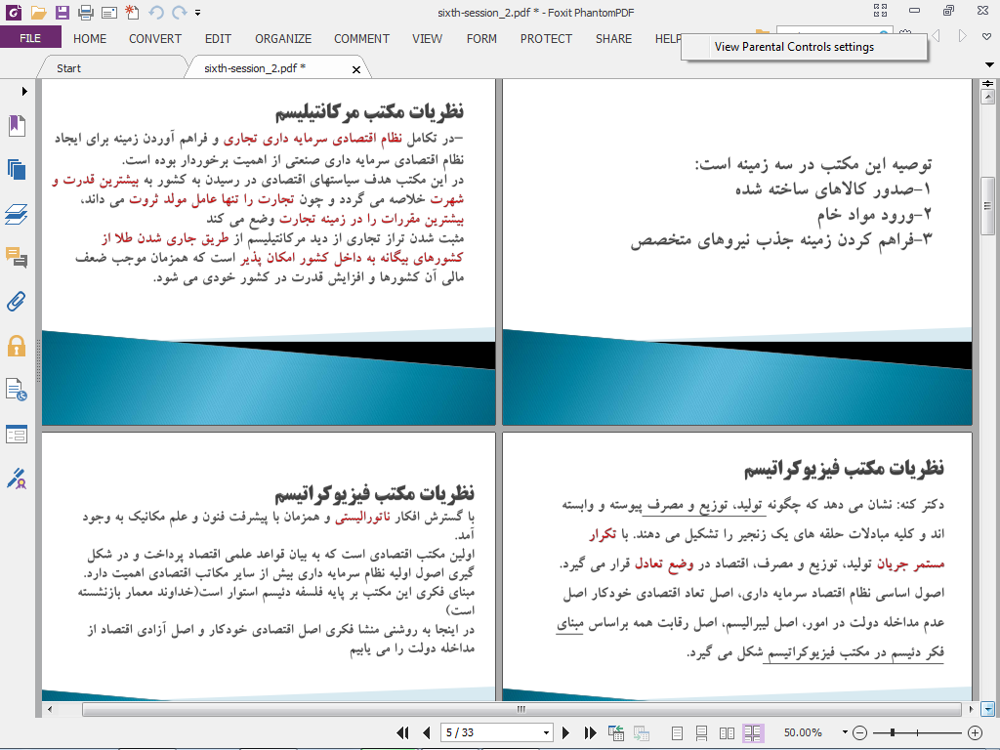 sixth-session_2.pdf * - Foxit PhantomPDF
FILE
HOME
CONVERT
EDIT
ORGANIZE
COMMENT
VIEW
FORM
PROTECT
SHARE
HELP
View Parental Controls settings
Start
sixth-session_2.pdf *
نظریات مکتب مرکانتیلیسم
–در تکامل نظام اقتصادی سرمایه داری تجاری و فراهم آوردن زمینه برای ایجاد
نظام اقتصادی سرمایه داری صنعتی از اهمیت برخوردار بوده است.
در این مکتب هدف سیاستهای اقتصادی در رسیدن به کشور به بیشترین قدرت و
شهرت خلاصه می گردد و چون تجارت را تنها عامل مولد ثروت می داند،
بیشترین مقررات را در زمینه تجارت وضع می کند
مثبت شدن تراز تجاری از دید مرکانتیلیسم از طریق جاری شدن طلا از
کشورهای بیگانه به داخل کشور امکان پذیر است که همزمان موجب ضعف
مالی آن کشورها و افزایش قدرت در کشور خودی می شود.
توصیه این مکتب در سه زمینه است:
۱–صدور کالاهای ساخته شده
۲–ورود مواد خام
۳–فراهم کردن زمینه جذب نیروهای متخصص
نظریات مکتب فیزیوکراتیسم
با گسترش افکار ناتورالیستی و همزمان با پیشرفت فنون و علم مکانیک به وجود
آمد.
اولین مکتب اقتصادی است که به بیان قواعد علمی اقتصاد پرداخت و در شکل
گیری اصول اولیه نظام سرمایه داری بیش از سایر مکاتب اقتصادی اهمیت دارد.
مبنای فکری این مکتب بر پایه فلسفه دئیسم استوار است(خداوند معمار بازنشسته
است)
در اینجا به روشنی منشا فکری اصل اقتصادی خودکار و اصل آزادی اقتصاد از
مداخله دولت را می یابیم
نظریات مکتب فیزیوکراتیسم
دکتر کنه: نشان می دهد که چگونه تولید، توزیع و مصرف پیوسته و وابسته
اند و کلیه مبادلات حلقه های یک زنجیر را تشکیل می دهند. با تکرار
مستمر جریان تولید، توزیع و مصرف، اقتصاد در وضع تعادل قرار می گیرد.
اصول اساسی نظام اقتصاد سرمایه داری، اصل تعاد اقتصادی خودکار اصل
عدم مداخله دولت در امور، اصل لیبرالیسم، اصل رقابت همه براساس مبنای
فکر دئیسم در مکتب فیزیوکراتیسم شکل می گیرد.
5 / 33
50.00%